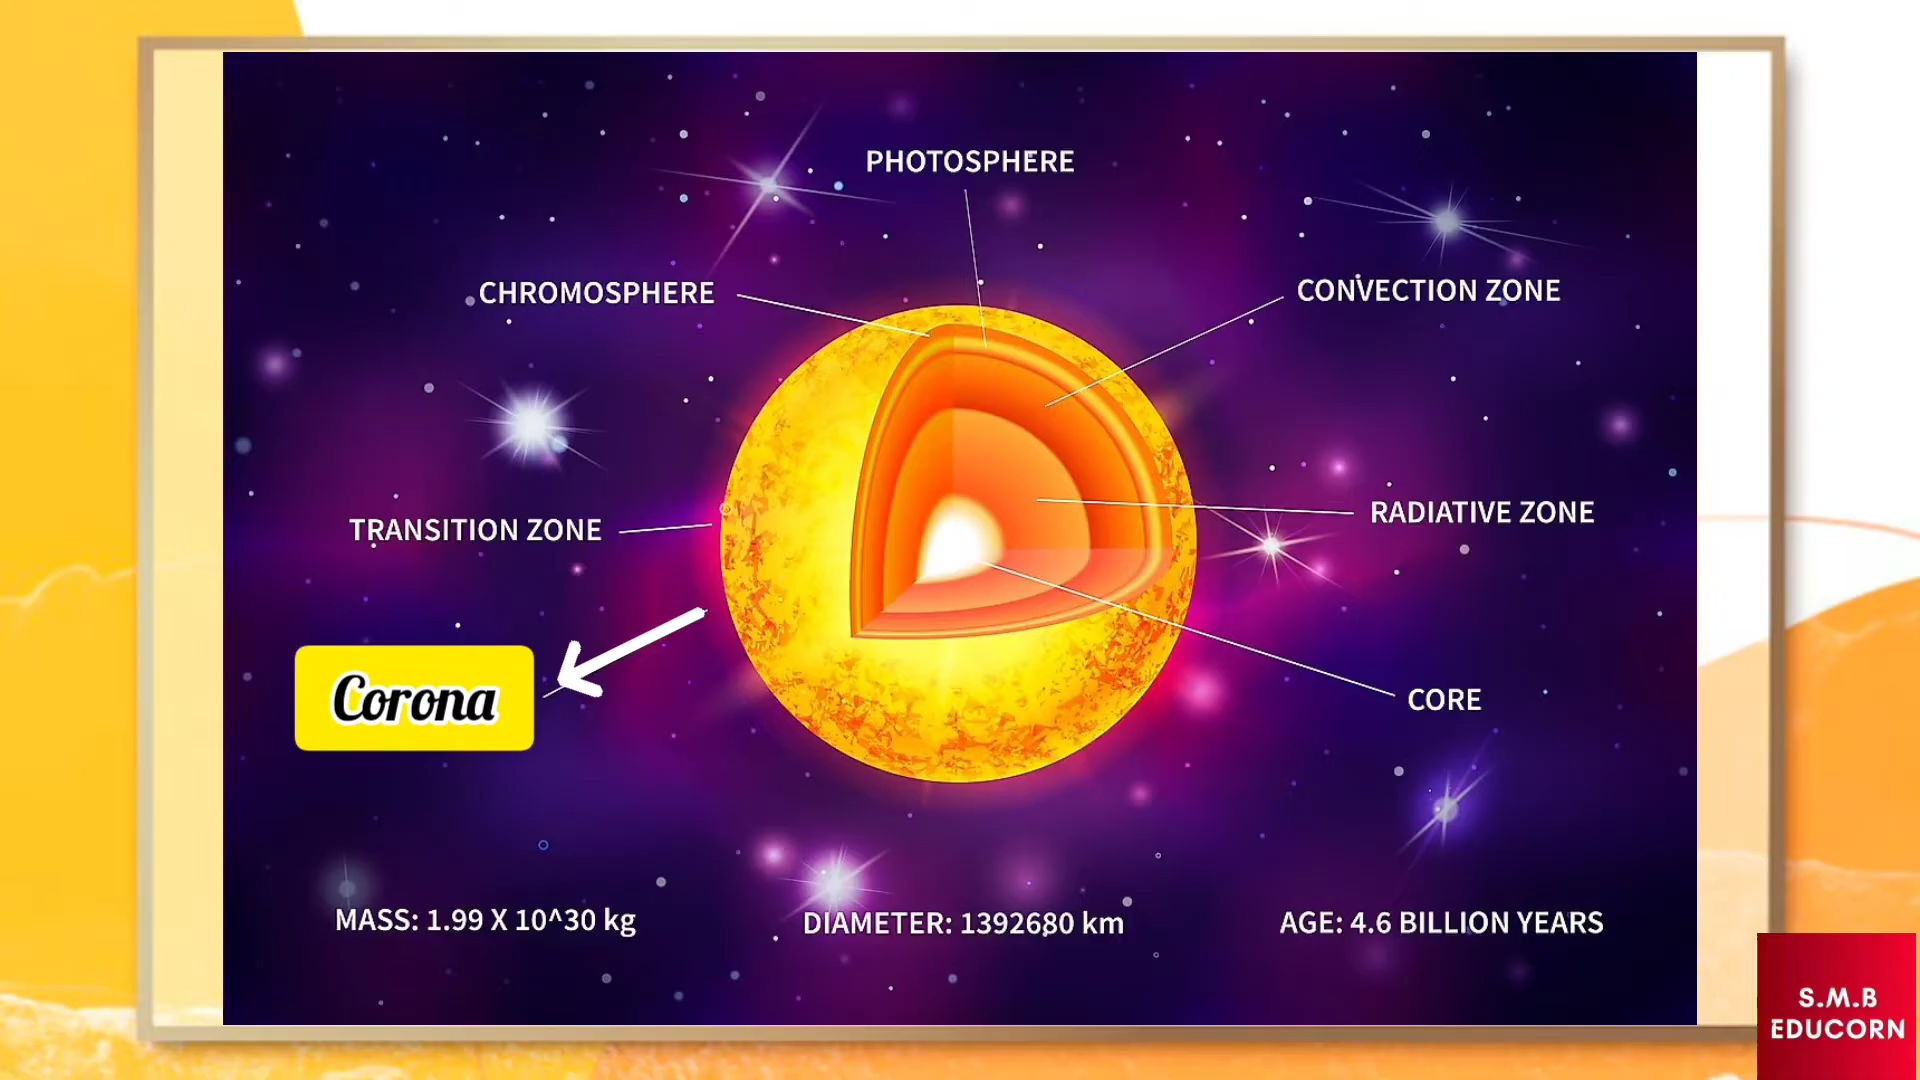 PHOTOSPHERE
CHROMOSPHERE
CONVECTION ZONE
TRANSITION ZONE
RADIATIVE ZONE
Corona
CORE
MASS: 1.99 X 10^30 kg
DIAMETER: 1392680 km
AGE: 4.6 BILLION YEARS
S.M.B
EDUCORN